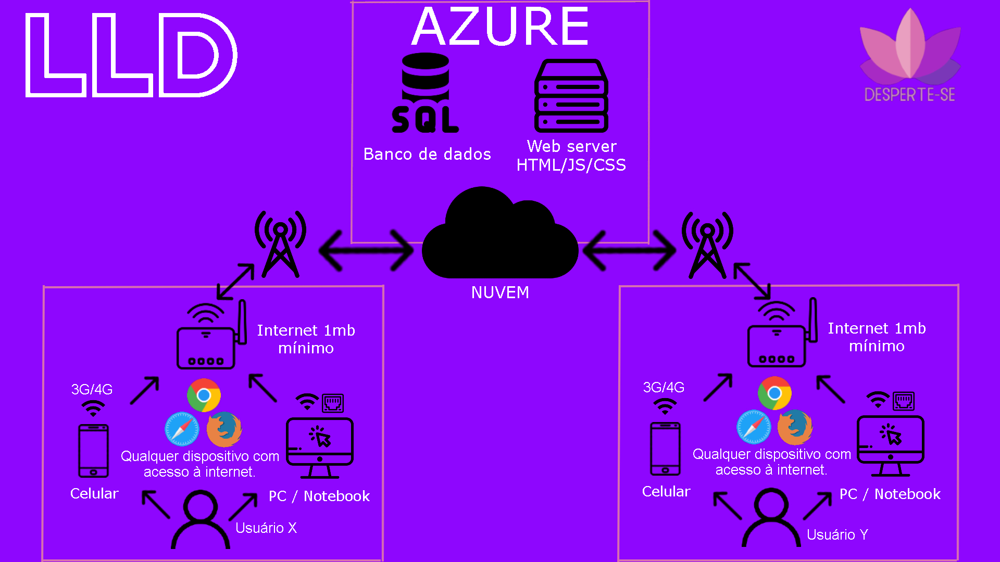 LLD
AZURE
DESPERTE-SE
SQL
Banco de dados
Web server
HTML/JS/CSS
NUVEM
Internet 1mb
mínimo
3G/4G
Qualquer dispositivo com
acesso à internet.
Celular
PC / Notebook
Usuário X
Internet 1mb
mínimo
3G/4G
Qualquer dispositivo com
acesso à internet.
Celular
PC / Notebook
Usuário Y